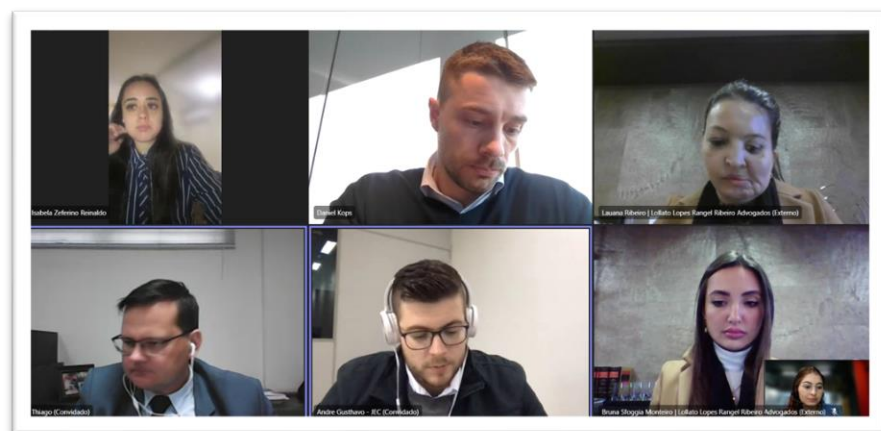 Isabela Zeferino Reinaldo
Daniel Kops
Lauana Ribeiro | Lollato Lopes Rangel Ribeiro Advogados (Externo)
Thiago (Convidado)
Andre Gusthavo - JEC (Convidado)
Bruna Sfoggia Monteiro | Lollato Lopes Rangel Ribeiro Advogados (Externo)